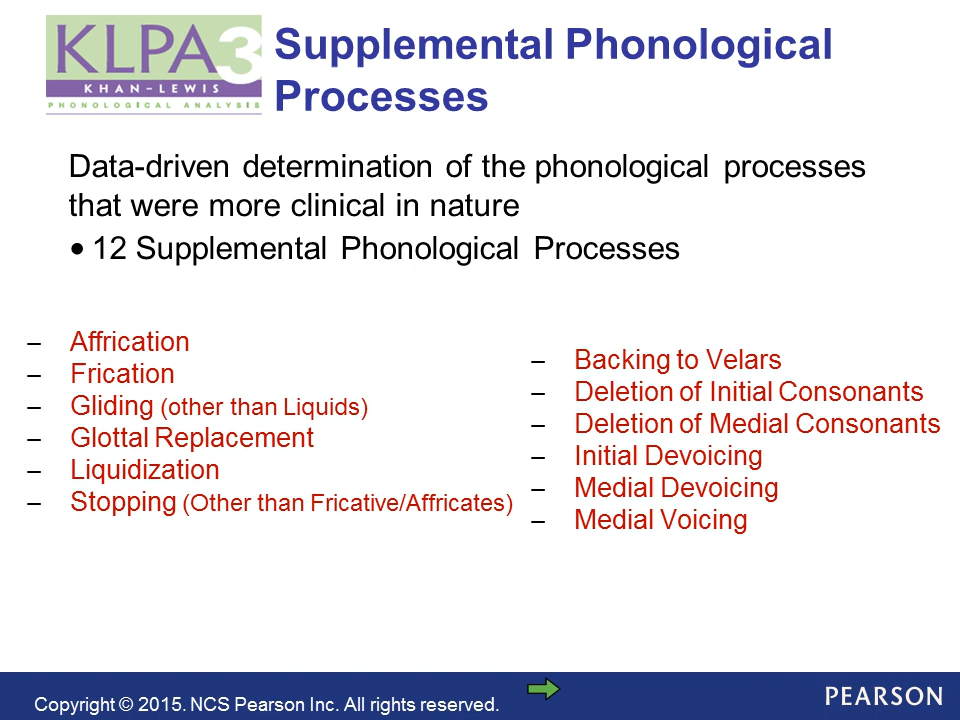 KLPA3
KHAN-LEWIS
PHONOLOGICAL ANALYSIS
Supplemental Phonological
Processes
Data-driven determination of the phonological processes
that were more clinical in nature
• 12 Supplemental Phonological Processes
– Affrication
– Frication
– Gliding (other than Liquids)
– Glottal Replacement
– Liquidization
– Stopping (Other than Fricative/Affricates)
– Backing to Velars
– Deletion of Initial Consonants
– Deletion of Medial Consonants
– Initial Devoicing
– Medial Devoicing
– Medial Voicing
Copyright © 2015. NCS Pearson Inc. All rights reserved.
PEARSON